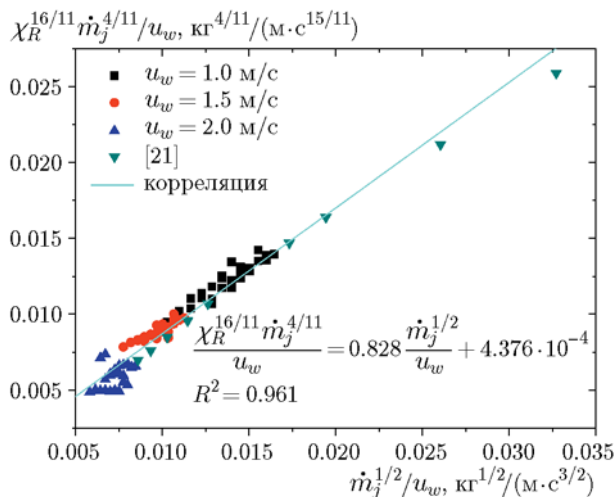 χ_R^{16/11} ṁ_j^{4/11}/u_w, кг^{4/11}/(м·с^{15/11})
u_w = 1.0 м/с
u_w = 1.5 м/с
u_w = 2.0 м/с
[21]
корреляция
0.025
0.020
0.015
0.010
0.005
χ_R^{16/11} ṁ_j^{4/11}/u_w = 0.828 ṁ_j^{1/2}/u_w + 4.376·10^{-4}
R^2 = 0.961
0.005 0.010 0.015 0.020 0.025 0.030 0.035
ṁ_j^{1/2}/u_w, кг^{1/2}/(м·с^{3/2})